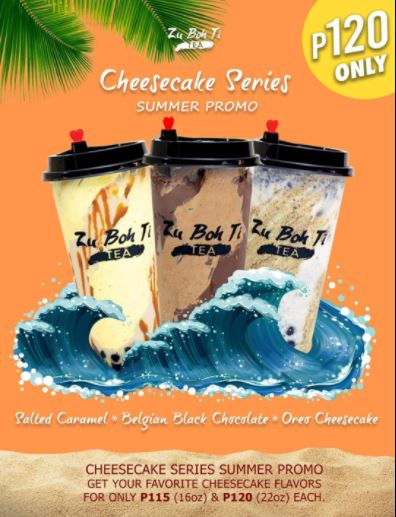 Zu Boh Ti
TEA
P120
ONLY
Cheesecake Series
SUMMER PROMO
Zu Boh Ti
TEA
Zu Boh Ti
TEA
Zu Boh Ti
TEA
Salted Caramel * Belgian Black Chocolate * Oreo Cheesecake
CHEESECAKE SERIES SUMMER PROMO
GET YOUR FAVORITE CHEESECAKE FLAVORS
FOR ONLY P115 (16oz) & P120 (22oz) EACH.